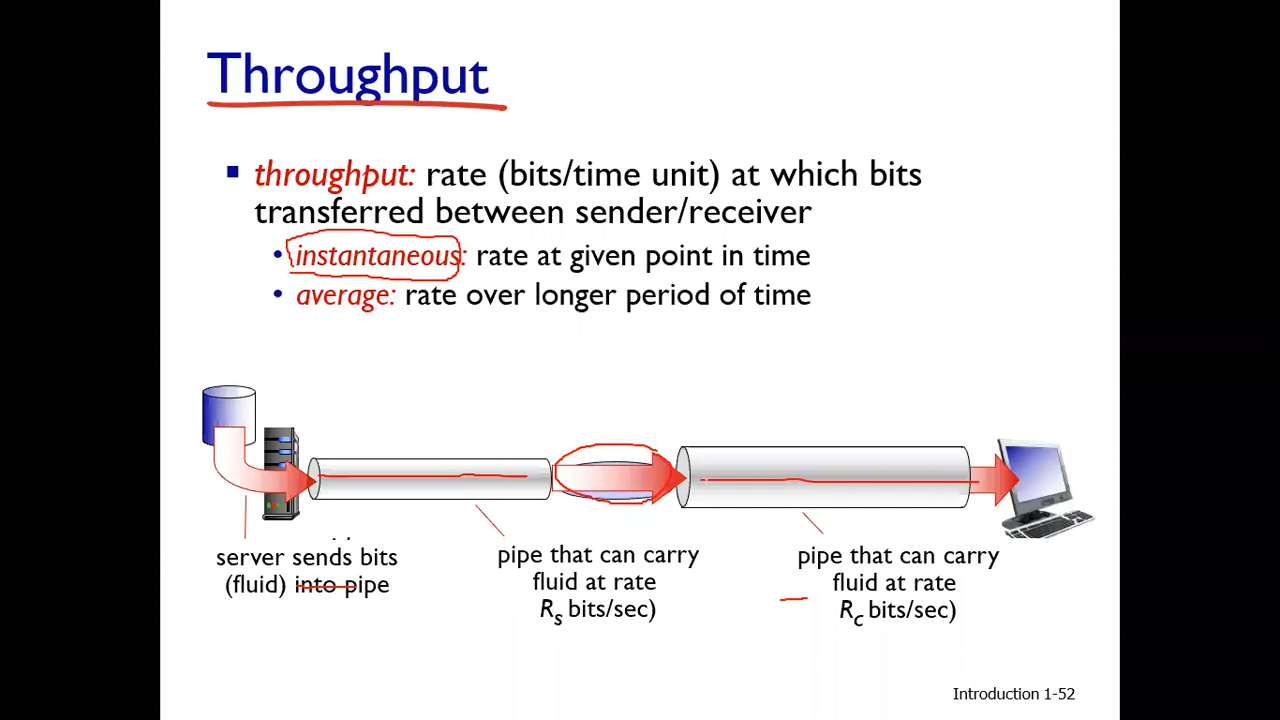 Throughput
▪ throughput: rate (bits/time unit) at which bits
transferred between sender/receiver
• instantaneous: rate at given point in time
• average: rate over longer period of time
server sends bits
(fluid) into pipe
pipe that can carry
fluid at rate
Rs bits/sec)
pipe that can carry
fluid at rate
Rc bits/sec)
Introduction 1-52